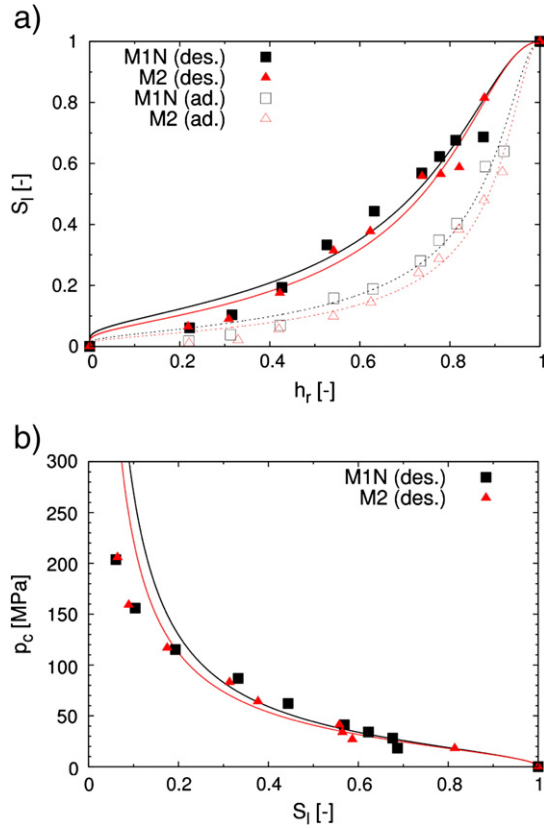 a)
M1N (des.)
M2 (des.)
M1N (ad.)
M2 (ad.)
1
0.8
0.6
0.4
0.2
0
S_l [-]
0 0.2 0.4 0.6 0.8 1
h_r [-]
b)
M1N (des.)
M2 (des.)
300
250
200
150
100
50
0
p_c [MPa]
0 0.2 0.4 0.6 0.8 1
S_l [-]